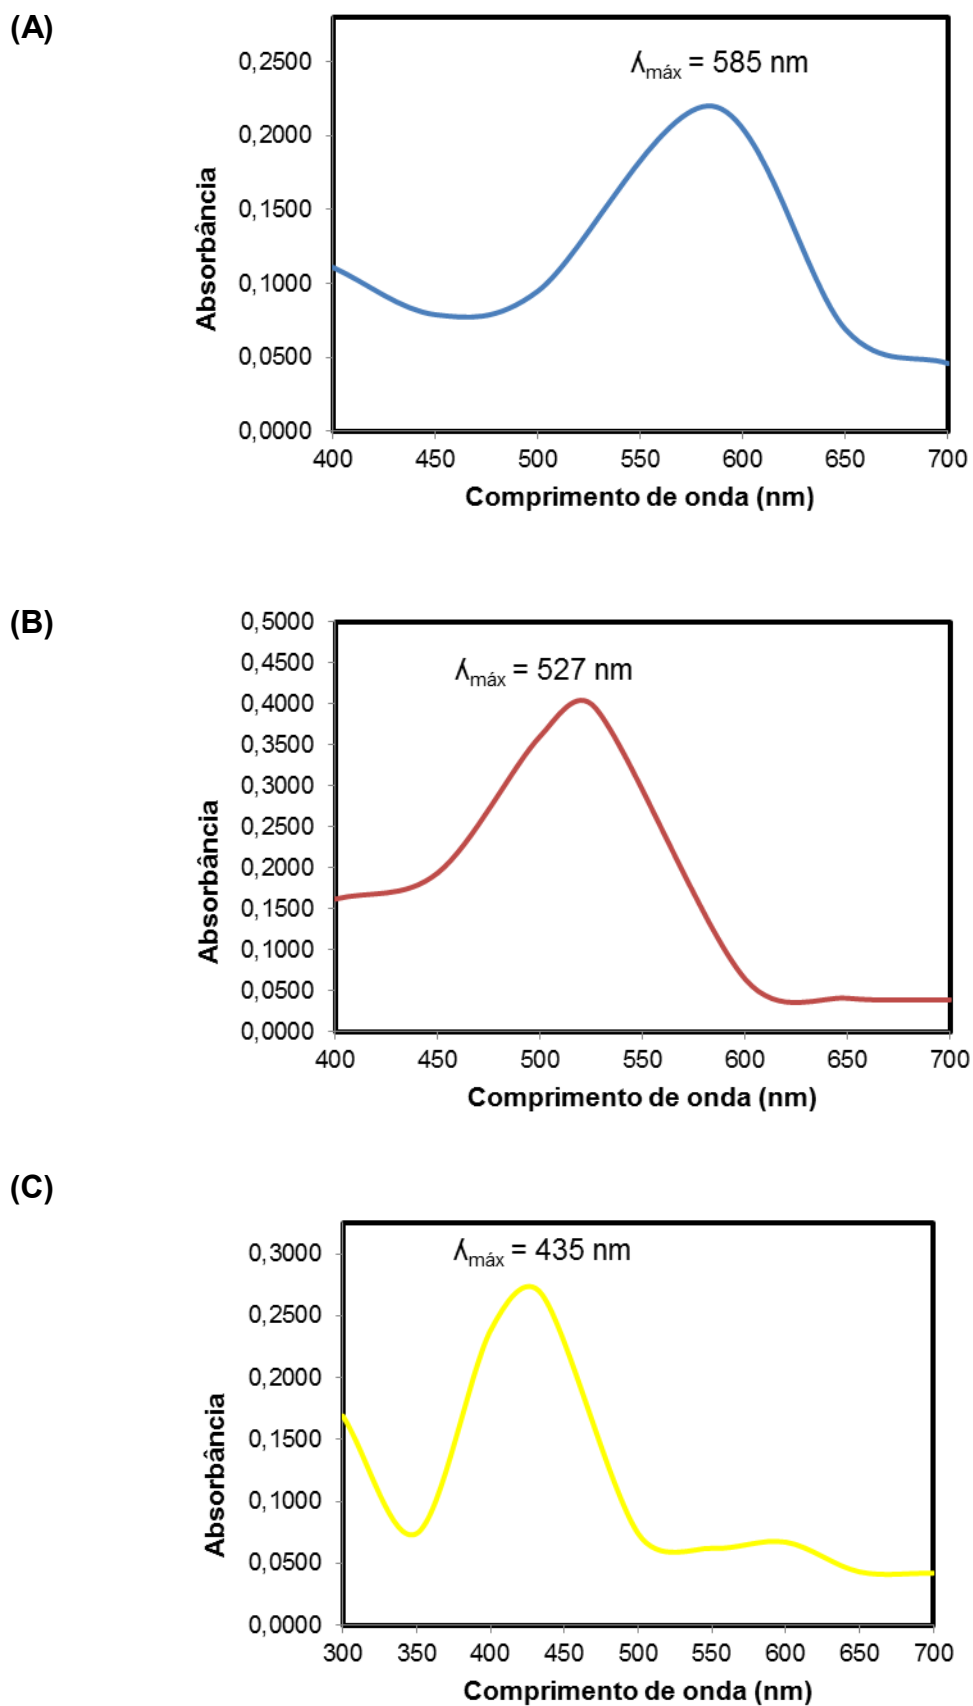 (A)
ʎmáx = 585 nm
0,2500
0,2000
0,1500
0,1000
0,0500
0,0000
Absorbância
400 450 500 550 600 650 700
Comprimento de onda (nm)
(B)
ʎmáx = 527 nm
0,5000
0,4500
0,4000
0,3500
0,3000
0,2500
0,2000
0,1500
0,1000
0,0500
0,0000
Absorbância
400 450 500 550 600 650 700
Comprimento de onda (nm)
(C)
ʎmáx = 435 nm
0,3000
0,2500
0,2000
0,1500
0,1000
0,0500
0,0000
Absorbância
300 350 400 450 500 550 600 650 700
Comprimento de onda (nm)